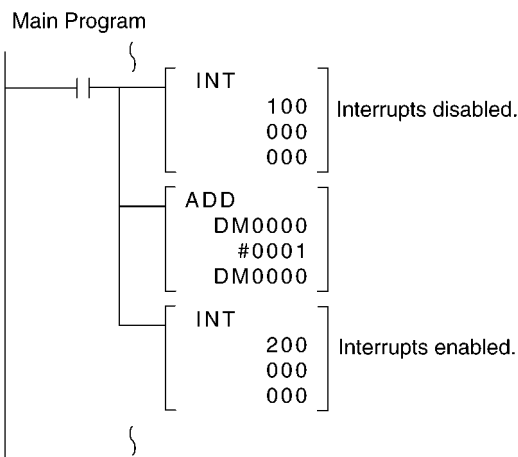 Main Program
INT
100
000
000
Interrupts disabled.
ADD
DM0000
#0001
DM0000
INT
200
000
000
Interrupts enabled.